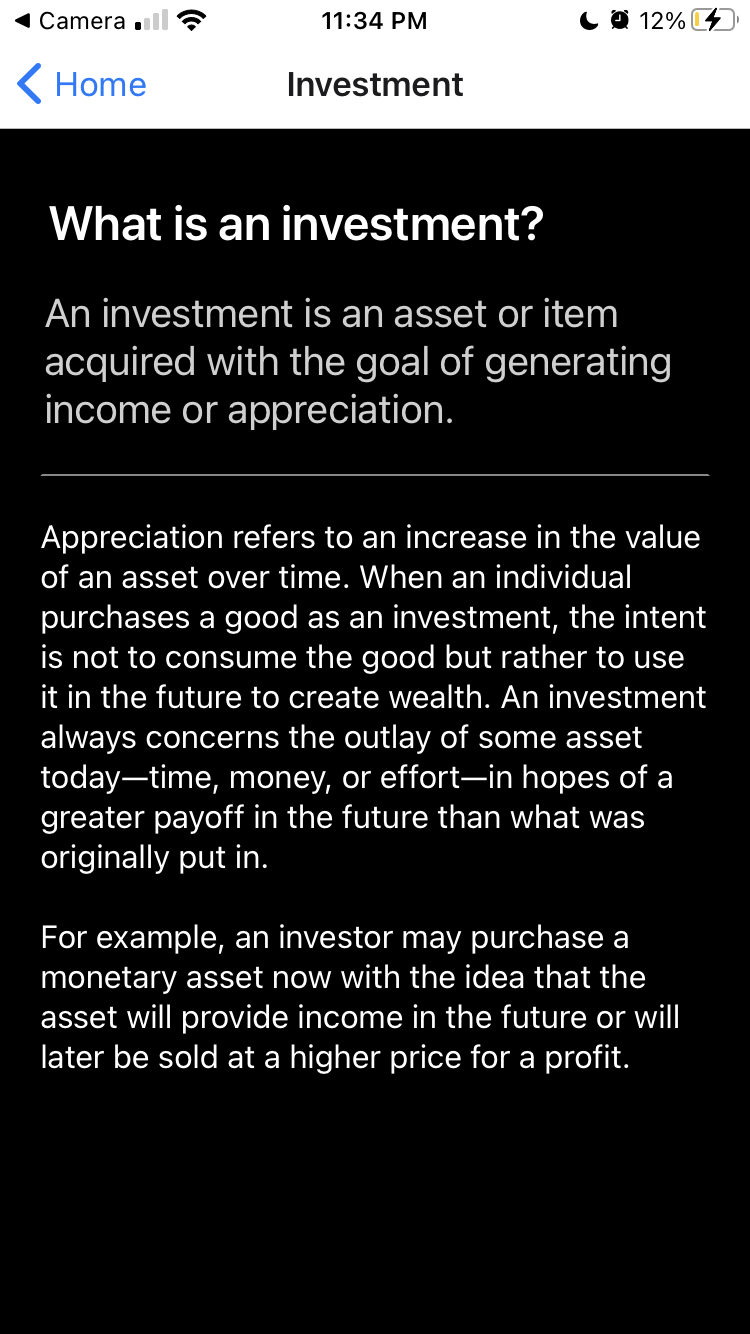 ◀ Camera 11:34 PM 12%
Home Investment
What is an investment?
An investment is an asset or item
acquired with the goal of generating
income or appreciation.
Appreciation refers to an increase in the value
of an asset over time. When an individual
purchases a good as an investment, the intent
is not to consume the good but rather to use
it in the future to create wealth. An investment
always concerns the outlay of some asset
today—time, money, or effort—in hopes of a
greater payoff in the future than what was
originally put in.
For example, an investor may purchase a
monetary asset now with the idea that the
asset will provide income in the future or will
later be sold at a higher price for a profit.